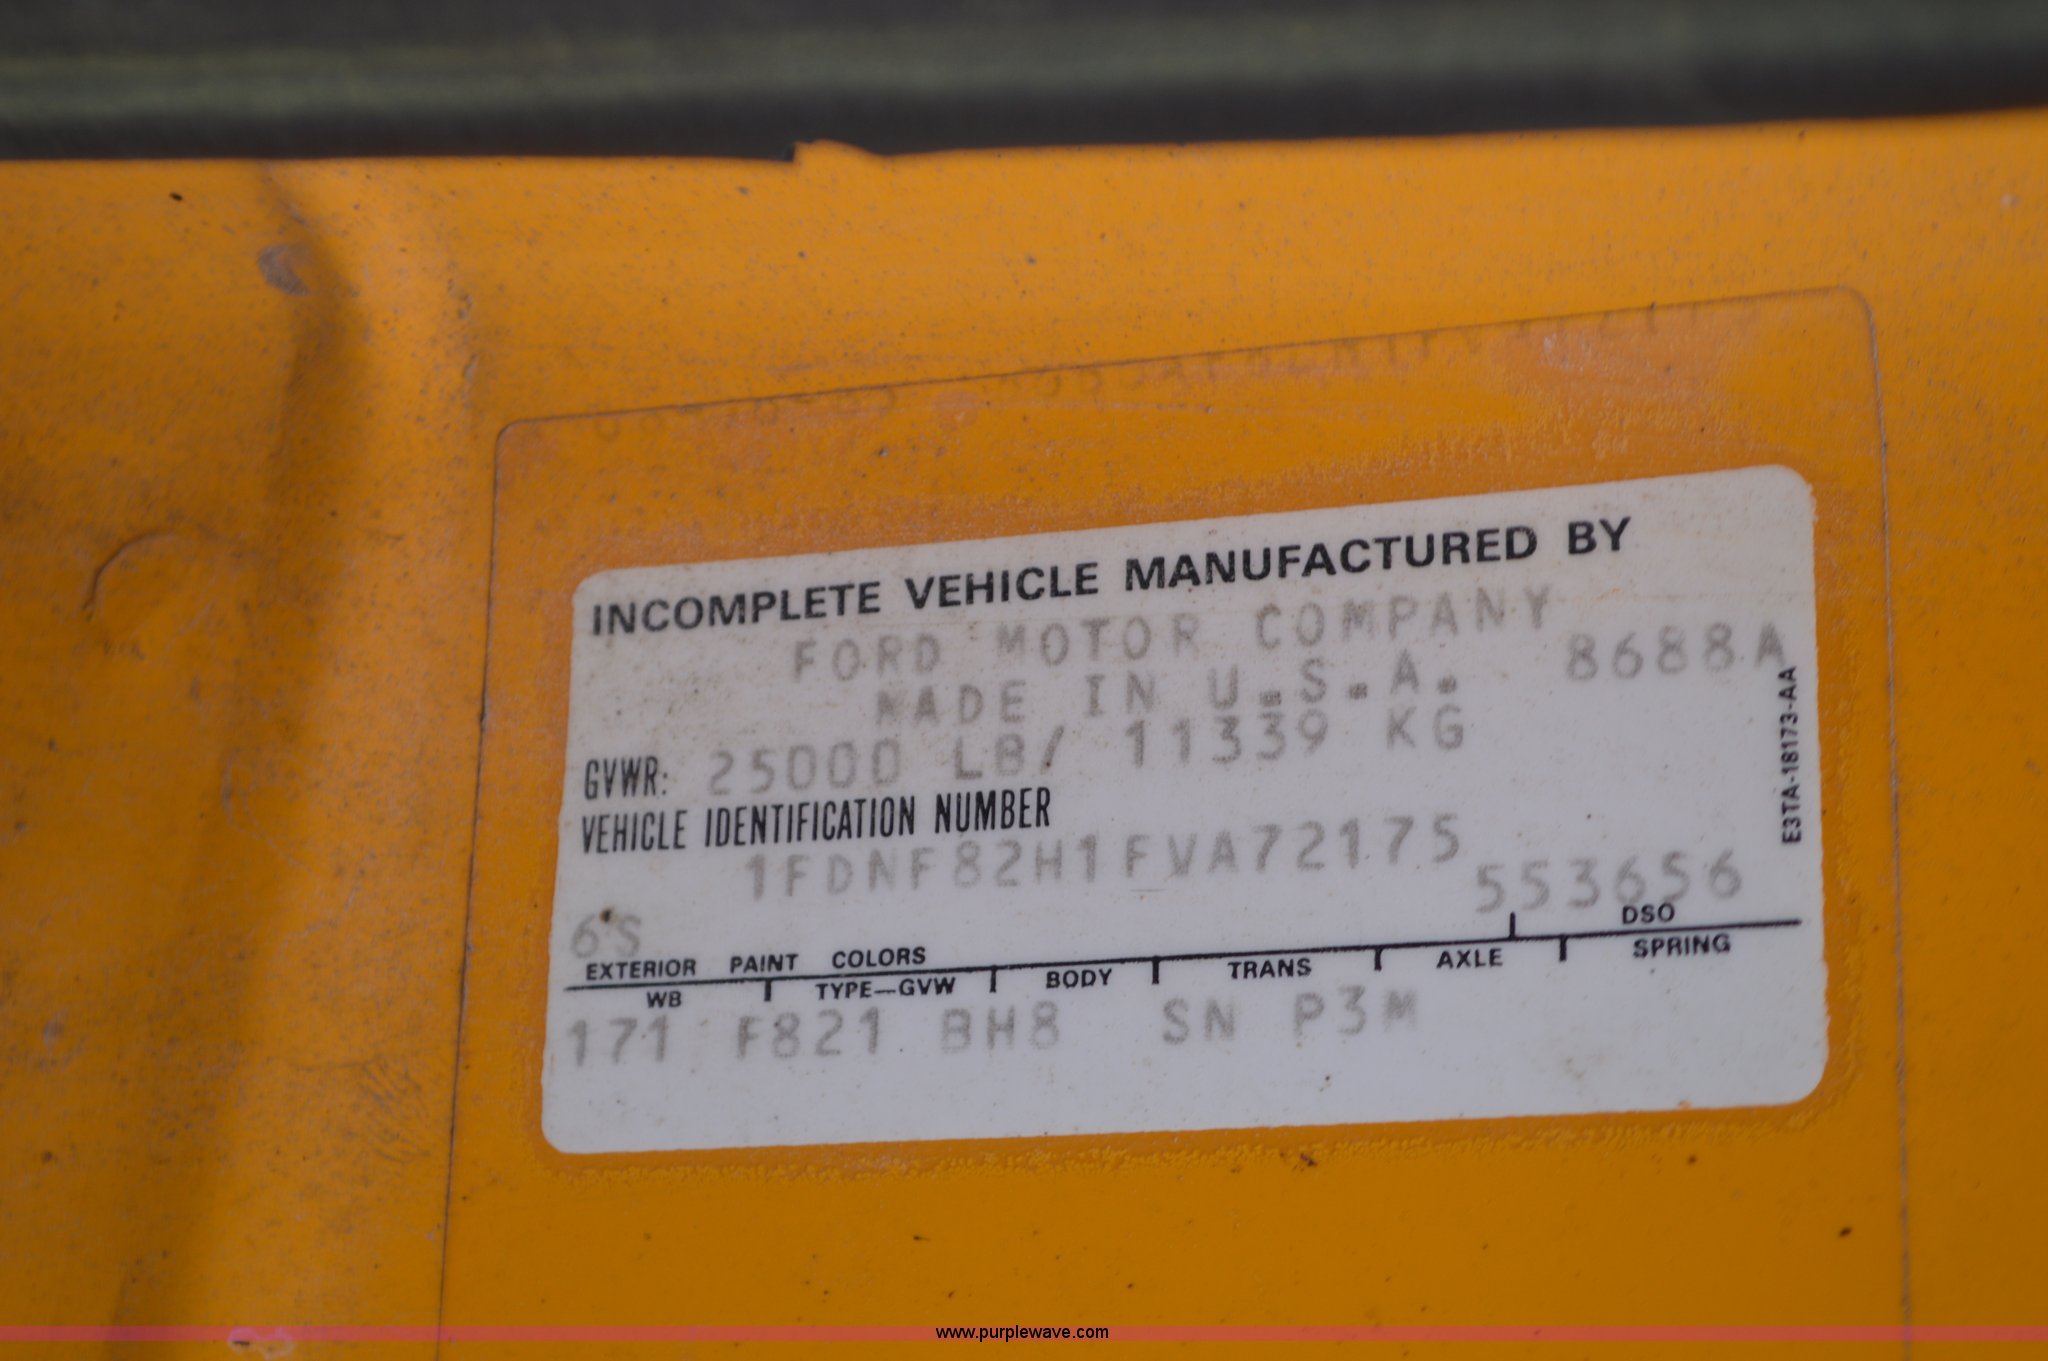 INCOMPLETE VEHICLE MANUFACTURED BY
FORD MOTOR COMPANY
MADE IN U.S.A. 8688A
GVWR: 25000 LB/ 11339 KG
VEHICLE IDENTIFICATION NUMBER
1FDNF82H1FVA72175
553656
6S DSO
EXTERIOR PAINT COLORS
WB TYPE-GVW BODY TRANS AXLE SPRING
171 F821 BH8 SN P3M
E3TA-18173-AA
www.purplewave.com